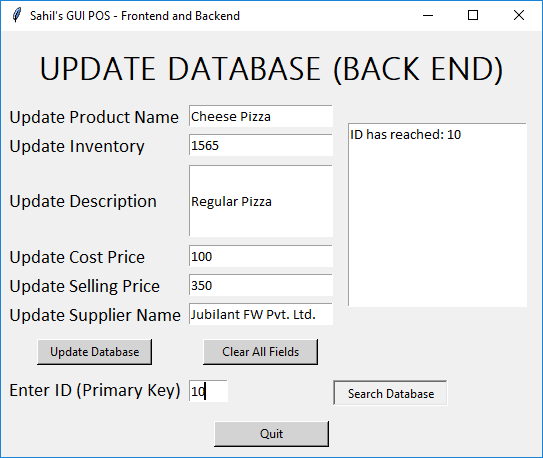 Sahil's GUI POS - Frontend and Backend
UPDATE DATABASE (BACK END)
Update Product Name Cheese Pizza
ID has reached: 10
Update Inventory 1565
Update Description Regular Pizza
Update Cost Price 100
Update Selling Price 350
Update Supplier Name Jubilant FW Pvt. Ltd.
Update Database Clear All Fields
Enter ID (Primary Key) 10 Search Database
Quit